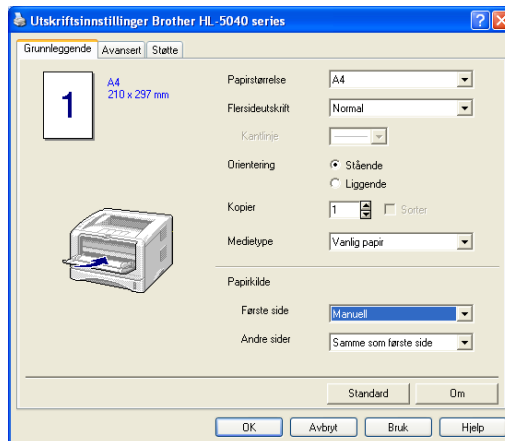 Utskriftsinnstillinger Brother HL-5040 series
Grunnleggende Avansert Støtte
1
A4
210 x 297 mm
Papirstørrelse A4
Flersideutskrift Normal
Kantlinje
Orientering Stående
Liggende
Kopier 1 Sorter
Medietype Vanlig papir
Papirkilde
Første side Manuell
Andre sider Samme som første side
Standard Om
OK Avbryt Bruk Hjelp